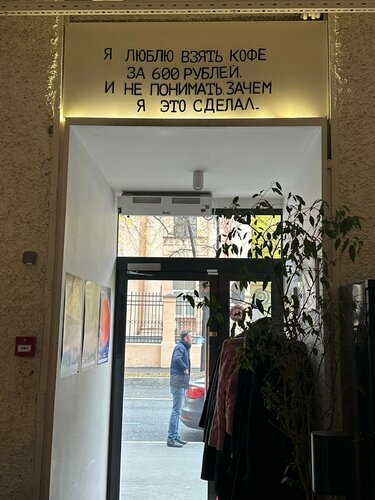 Я ЛЮБЛЮ ВЗЯТЬ КОФЕ
ЗА 600 РУБЛЕЙ.
И НЕ ПОНИМАТЬ ЗАЧЕМ
Я ЭТО СДЕЛАЛ.